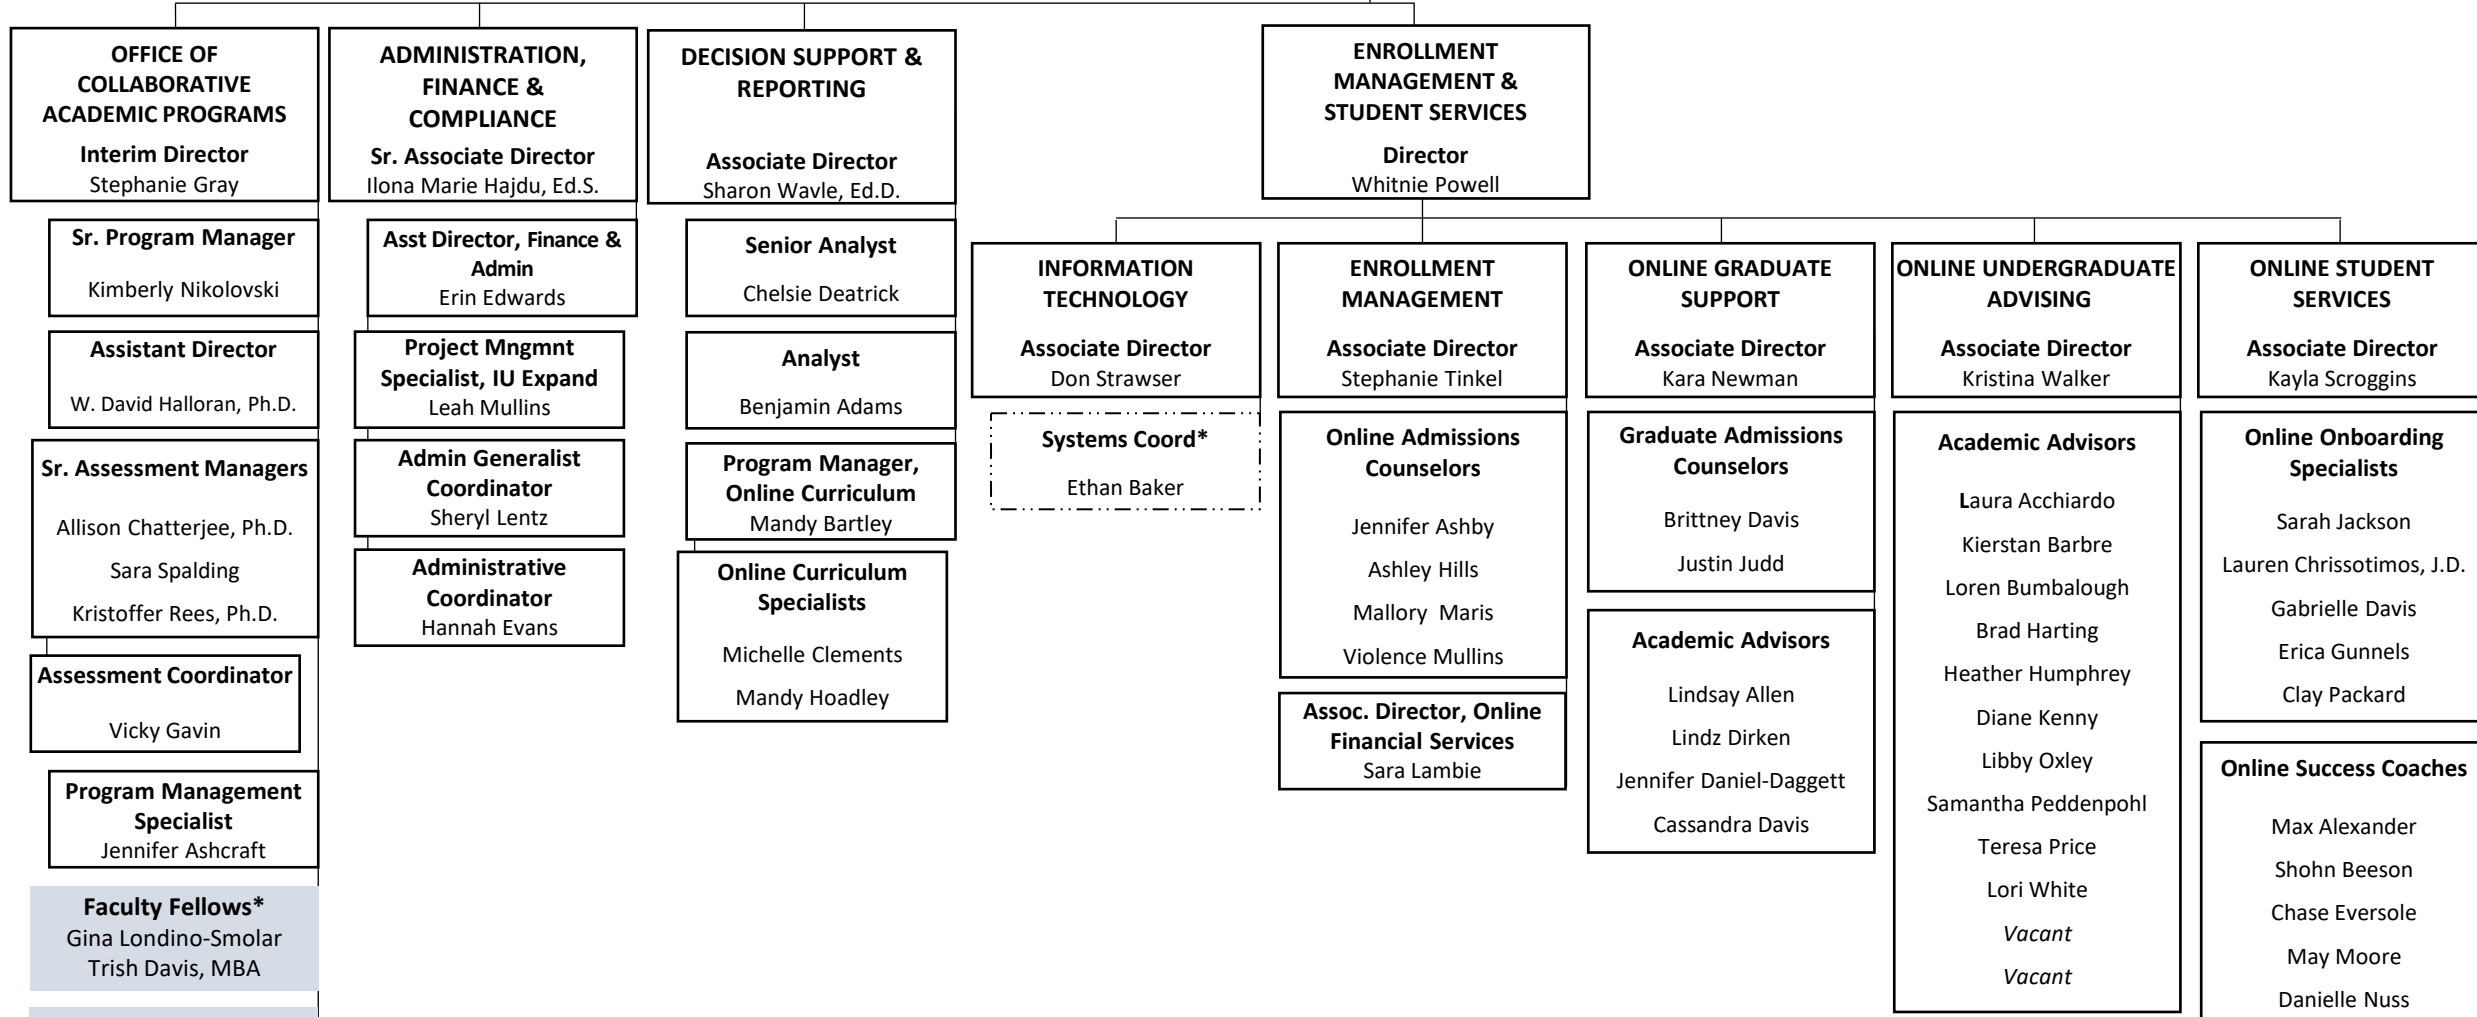 OFFICE OF
COLLABORATIVE
ACADEMIC PROGRAMS
Interim Director
Stephanie Gray
Sr. Program Manager
Kimberly Nikolovski
Assistant Director
W. David Halloran, Ph.D.
Sr. Assessment Managers
Allison Chatterjee, Ph.D.
Sara Spalding
Kristoffer Rees, Ph.D.
Assessment Coordinator
Vicky Gavin
Program Management
Specialist
Jennifer Ashcraft
Faculty Fellows*
Gina Londino-Smolar
Trish Davis, MBA
ADMINISTRATION,
FINANCE &
COMPLIANCE
Sr. Associate Director
Ilona Marie Hajdu, Ed.S.
Asst Director, Finance &
Admin
Erin Edwards
Project Mngmnt
Specialist, IU Expand
Leah Mullins
Admin Generalist
Coordinator
Sheryl Lentz
Administrative
Coordinator
Hannah Evans
DECISION SUPPORT &
REPORTING
Associate Director
Sharon Wavle, Ed.D.
Senior Analyst
Chelsie Deatrick
Analyst
Benjamin Adams
Program Manager,
Online Curriculum
Mandy Bartley
Online Curriculum
Specialists
Michelle Clements
Mandy Hoadley
ENROLLMENT
MANAGEMENT &
STUDENT SERVICES
Director
Whitnie Powell
INFORMATION
TECHNOLOGY
Associate Director
Don Strawser
Systems Coord*
Ethan Baker
ENROLLMENT
MANAGEMENT
Associate Director
Stephanie Tinkel
Online Admissions
Counselors
Jennifer Ashby
Ashley Hills
Mallory  Maris
Violence Mullins
Assoc. Director, Online
Financial Services
Sara Lambie
ONLINE GRADUATE
SUPPORT
Associate Director
Kara Newman
Graduate Admissions
Counselors
Brittney Davis
Justin Judd
Academic Advisors
Lindsay Allen
Lindz Dirken
Jennifer Daniel-Daggett
Cassandra Davis
ONLINE UNDERGRADUATE
ADVISING
Associate Director
Kristina Walker
Academic Advisors
Laura Acchiardo
Kierstan Barbre
Loren Bumbalough
Brad Harting
Heather Humphrey
Diane Kenny
Libby Oxley
Samantha Peddenpohl
Teresa Price
Lori White
Vacant
Vacant
ONLINE STUDENT
SERVICES
Associate Director
Kayla Scroggins
Online Onboarding
Specialists
Sarah Jackson
Lauren Chrissotimos, J.D.
Gabrielle Davis
Erica Gunnels
Clay Packard
Online Success Coaches
Max Alexander
Shohn Beeson
Chase Eversole
May Moore
Danielle Nuss